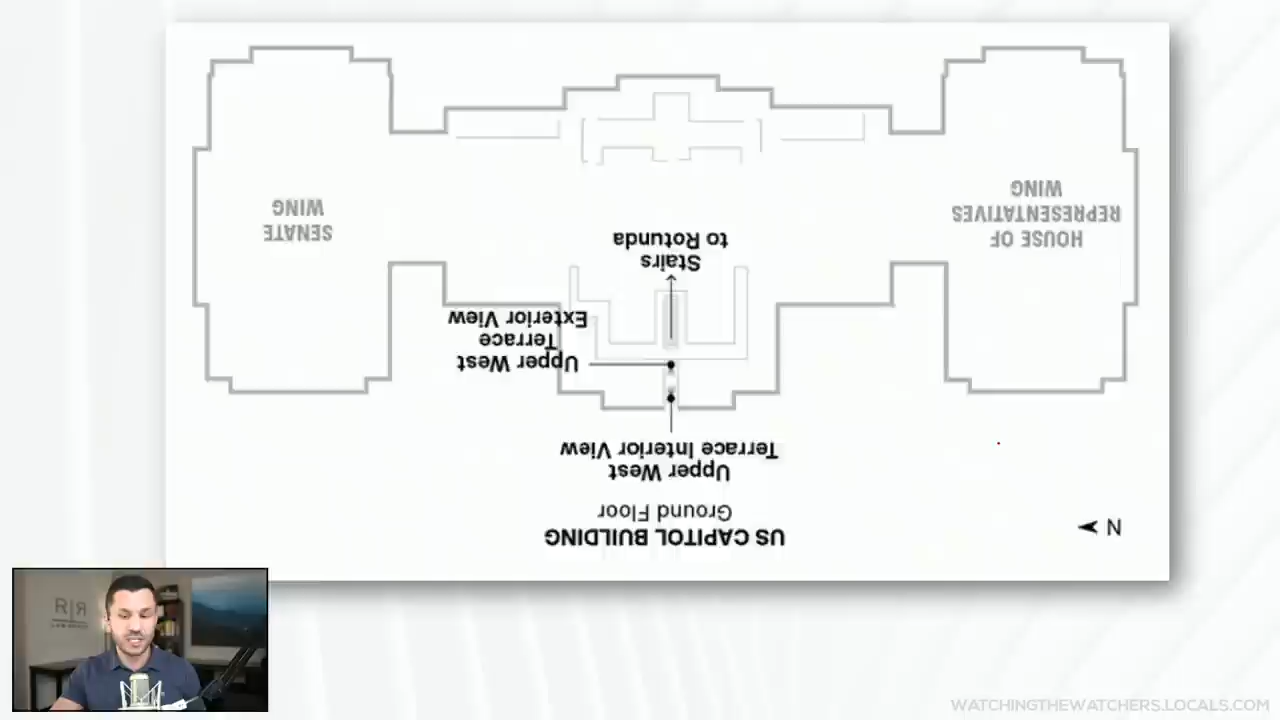 SENATE
WING
HOUSE OF
REPRESENTATIVES
WING
Stairs
to Rotunda
Upper West
Terrace
Exterior View
Upper West
Terrace Interior View
US CAPITOL BUILDING
Ground Floor
N
R|R
WATCHINGTHEWATCHERS.LOCALS.COM